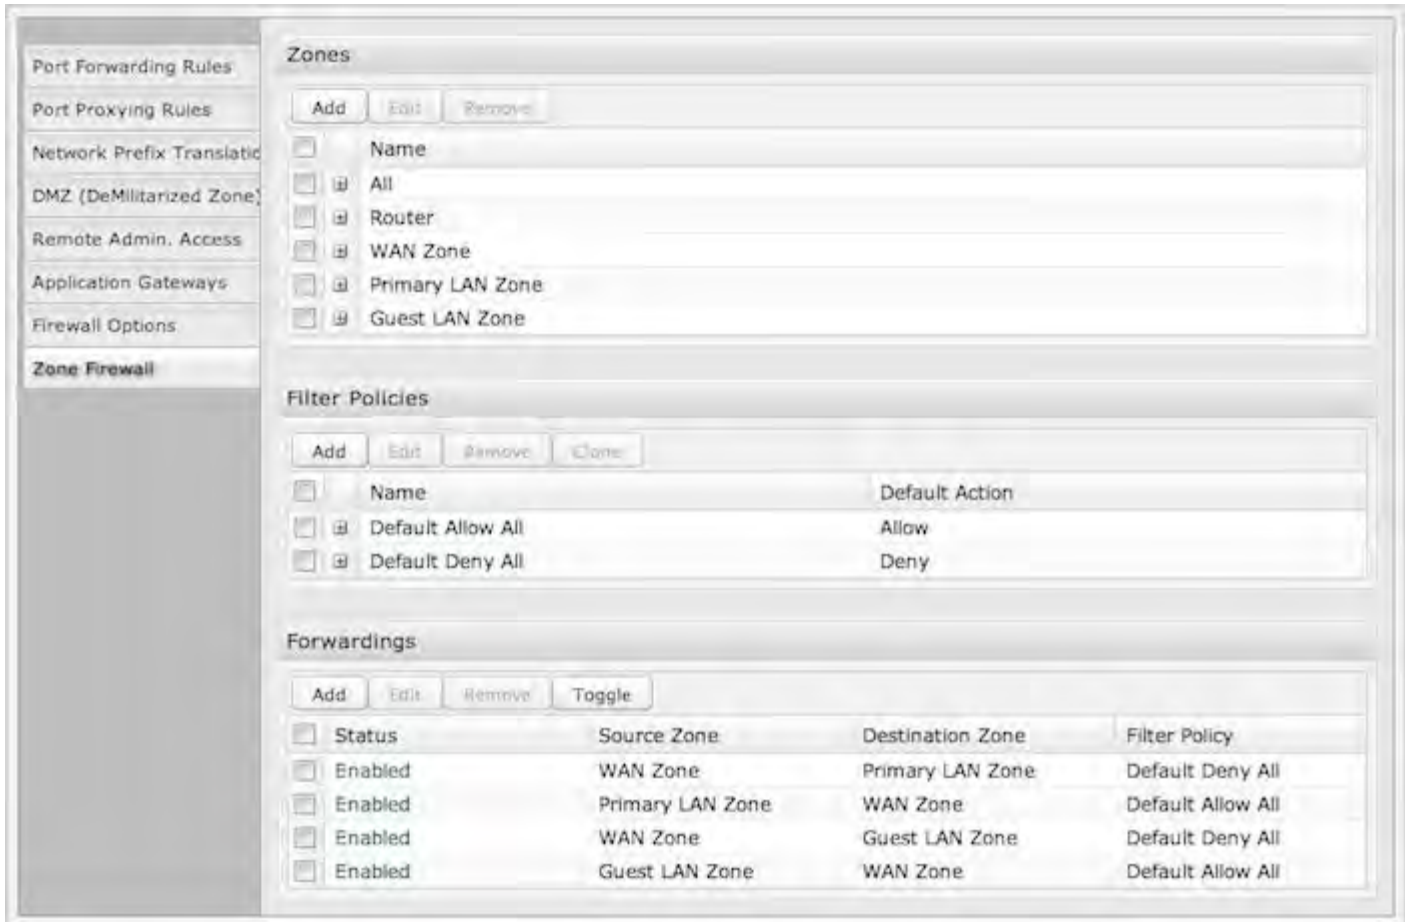 Port Forwarding Rules
Port Proxying Rules
Network Prefix Translatic
DMZ (DeMilitarized Zone)
Remote Admin. Access
Application Gateways
Firewall Options
Zone Firewall
Zones
Add Edit Remove
Name
All
Router
WAN Zone
Primary LAN Zone
Guest LAN Zone
Filter Policies
Add Edit Remove Clone
Name Default Action
Default Allow All Allow
Default Deny All Deny
Forwardings
Add Edit Remove Toggle
Status Source Zone Destination Zone Filter Policy
Enabled WAN Zone Primary LAN Zone Default Deny All
Enabled Primary LAN Zone WAN Zone Default Allow All
Enabled WAN Zone Guest LAN Zone Default Deny All
Enabled Guest LAN Zone WAN Zone Default Allow All